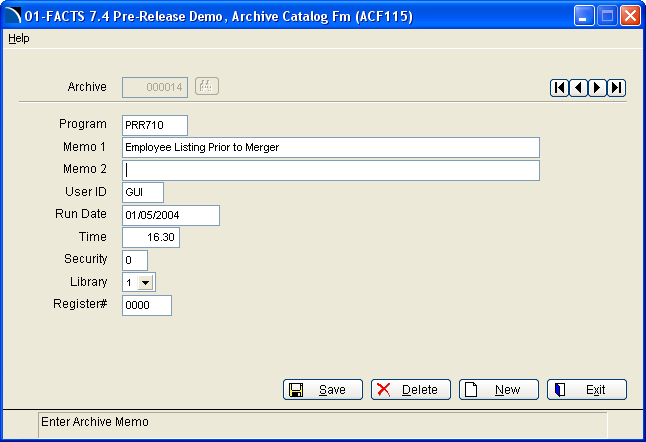 01-FACTS 7.4 Pre-Release Demo, Archive Catalog Fm (ACF115)
Help
Archive 000014
Program PRR710
Memo 1 Employee Listing Prior to Merger
Memo 2
User ID GUI
Run Date 01/05/2004
Time 16.30
Security 0
Library 1
Register# 0000
Save Delete New Exit
Enter Archive Memo